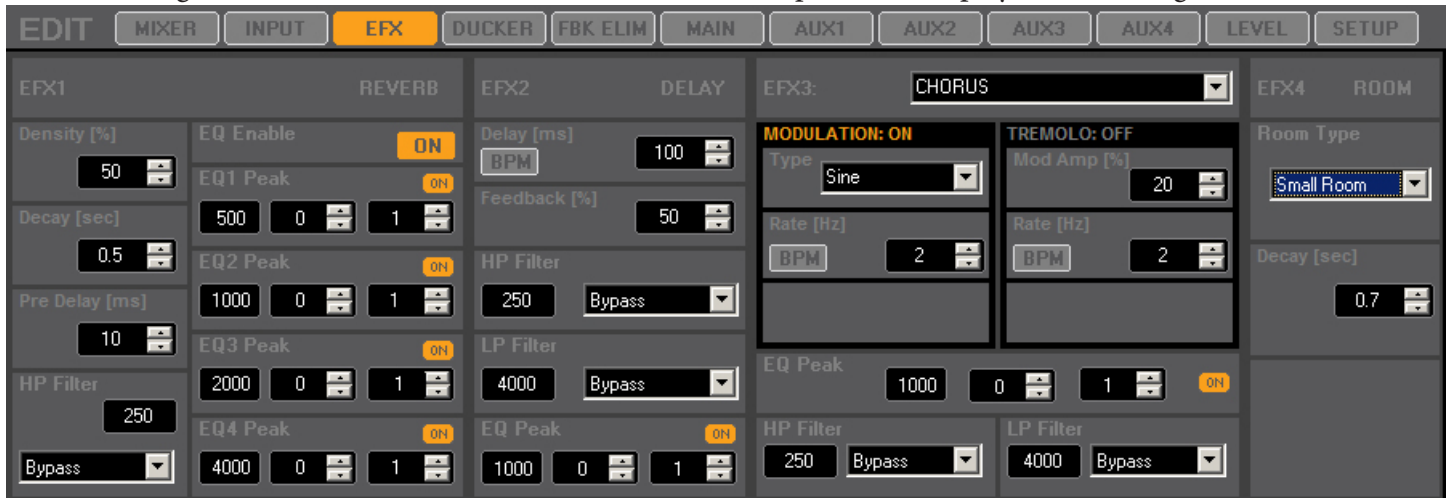 EDIT MIXER INPUT EFX DUCKER FBK ELIM MAIN AUX1 AUX2 AUX3 AUX4 LEVEL SETUP
EFX1 REVERB
Density [%]
50
Decay [sec]
0.5
Pre Delay [ms]
10
HP Filter
250
Bypass
EQ Enable
ON
EQ1 Peak ON
500 0 1
EQ2 Peak ON
1000 0 1
EQ3 Peak ON
2000 0 1
EQ4 Peak ON
4000 0 1
EFX2 DELAY
Delay [ms]
BPM 100
Feedback [%]
50
HP Filter
250 Bypass
LP Filter
4000 Bypass
EQ Peak ON
1000 0 1
EFX3: CHORUS
MODULATION: ON
Type
Sine
Rate [Hz]
BPM 2
TREMOLO: OFF
Mod Amp [%]
20
Rate [Hz]
BPM 2
EQ Peak
1000 0 1 ON
HP Filter
250 Bypass
LP Filter
4000 Bypass
EFX4 ROOM
Room Type
Small Room
Decay [sec]
0.7